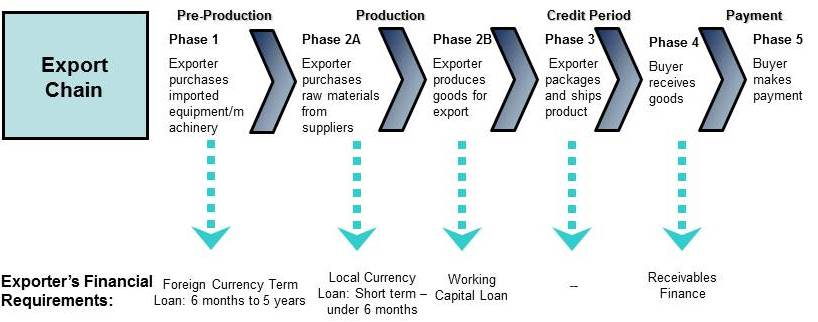 Pre-Production
Production
Credit Period
Payment
Export
Chain
Phase 1
Exporter
purchases
imported
equipment/m
achinery
Phase 2A
Exporter
purchases
raw materials
from
suppliers
Phase 2B
Exporter
produces
goods for
export
Phase 3
Exporter
packages
and ships
product
Phase 4
Buyer
receives
goods
Phase 5
Buyer
makes
payment
Exporter's Financial
Requirements:
Foreign Currency Term
Loan: 6 months to 5 years
Local Currency
Loan: Short term –
under 6 months
Working
Capital Loan
--
Receivables
Finance